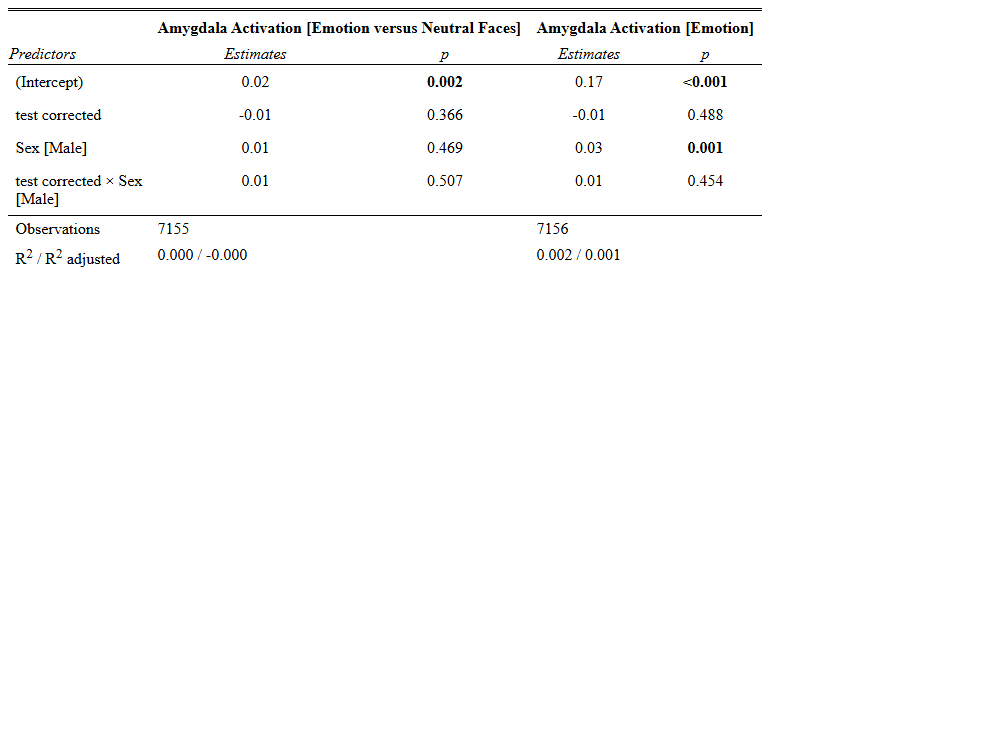 Amygdala Activation [Emotion versus Neutral Faces] Amygdala Activation [Emotion]
Predictors Estimates p Estimates p
(Intercept) 0.02 0.002 0.17 <0.001
test corrected -0.01 0.366 -0.01 0.488
Sex [Male] 0.01 0.469 0.03 0.001
test corrected × Sex 0.01 0.507 0.01 0.454
[Male]
Observations 7155 7156
R2 / R2 adjusted 0.000 / -0.000 0.002 / 0.001